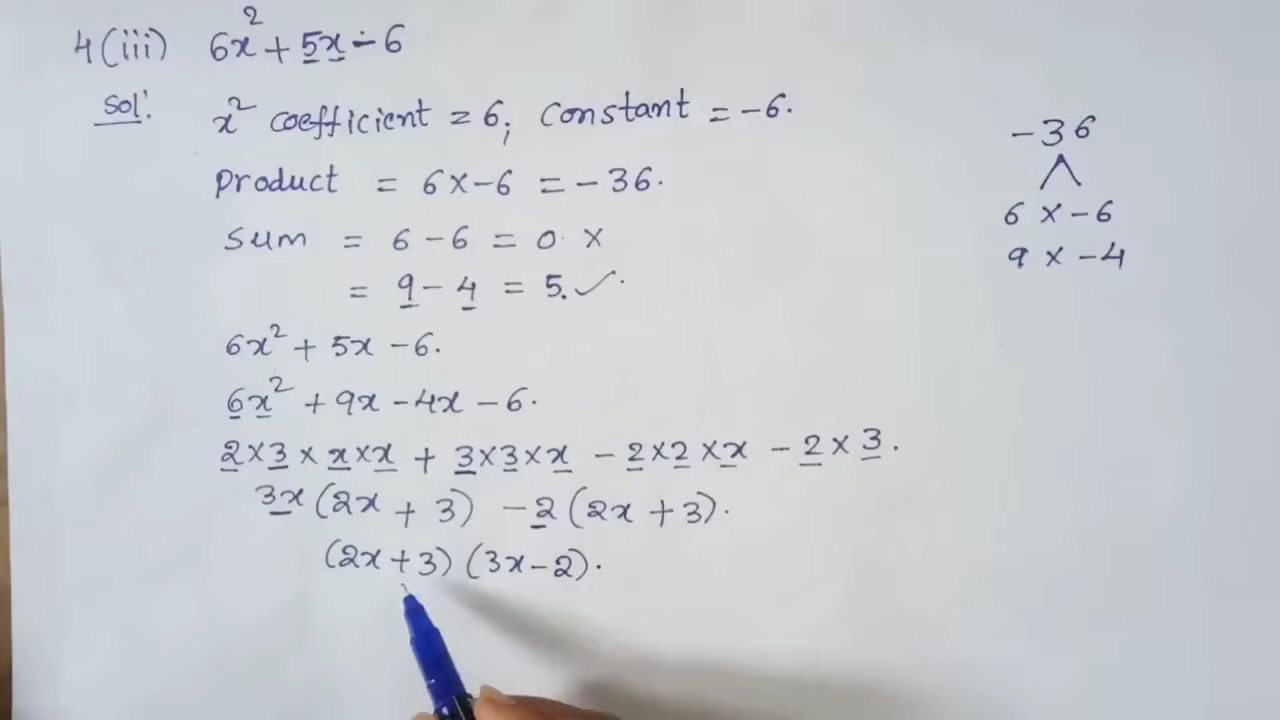 4(iii) 6x² + 5x - 6
Sol: x² coefficient = 6, constant = -6.
product = 6 x -6 = -36.
sum = 6 - 6 = 0. x
= 9 - 4 = 5. ✓.
6x² + 5x - 6.
6x² + 9x - 4x - 6.
2 x 3 x x x x + 3 x 3 x x - 2 x 2 x x - 2 x 3.
3x (2x + 3) - 2 (2x + 3).
(2x + 3) (3x - 2).
-36
6 x -6
9 x -4